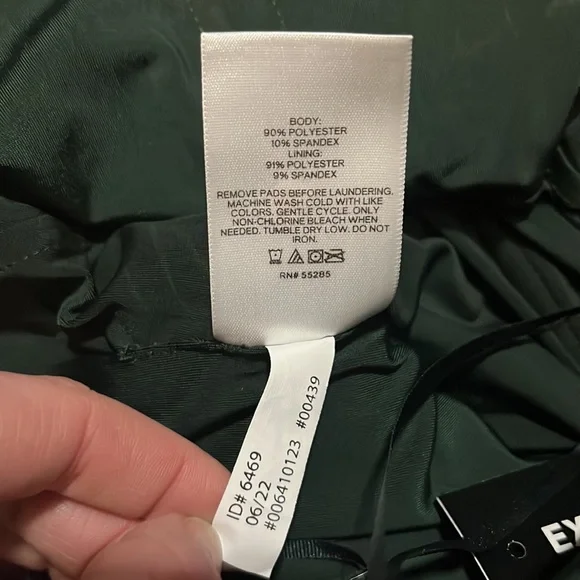 BODY:
90% POLYESTER
10% SPANDEX
LINING:
91% POLYESTER
9% SPANDEX
REMOVE PADS BEFORE LAUNDERING.
MACHINE WASH COLD WITH LIKE
COLORS. GENTLE CYCLE. ONLY
NON-CHLORINE BLEACH WHEN
NEEDED. TUMBLE DRY LOW. DO NOT
IRON.
RN# 55285
ID# 6469
06/22
#006410123 #00439
EX